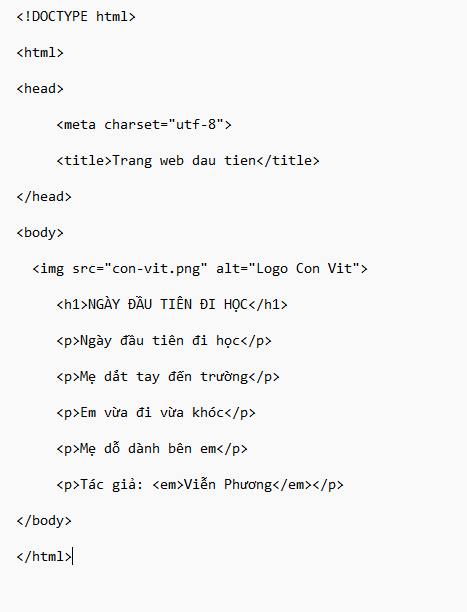 <!DOCTYPE html>
<html>
<head>
<meta charset="utf-8">
<title>Trang web dau tien</title>
</head>
<body>
<img src="con-vit.png" alt="Logo Con Vit">
<h1>NGÀY ĐẦU TIÊN ĐI HỌC</h1>
<p>Ngày đầu tiên đi học</p>
<p>Mẹ dắt tay đến trường</p>
<p>Em vừa đi vừa khóc</p>
<p>Mẹ dỗ dành bên em</p>
<p>Tác giả: <em>Viễn Phương</em></p>
</body>
</html>